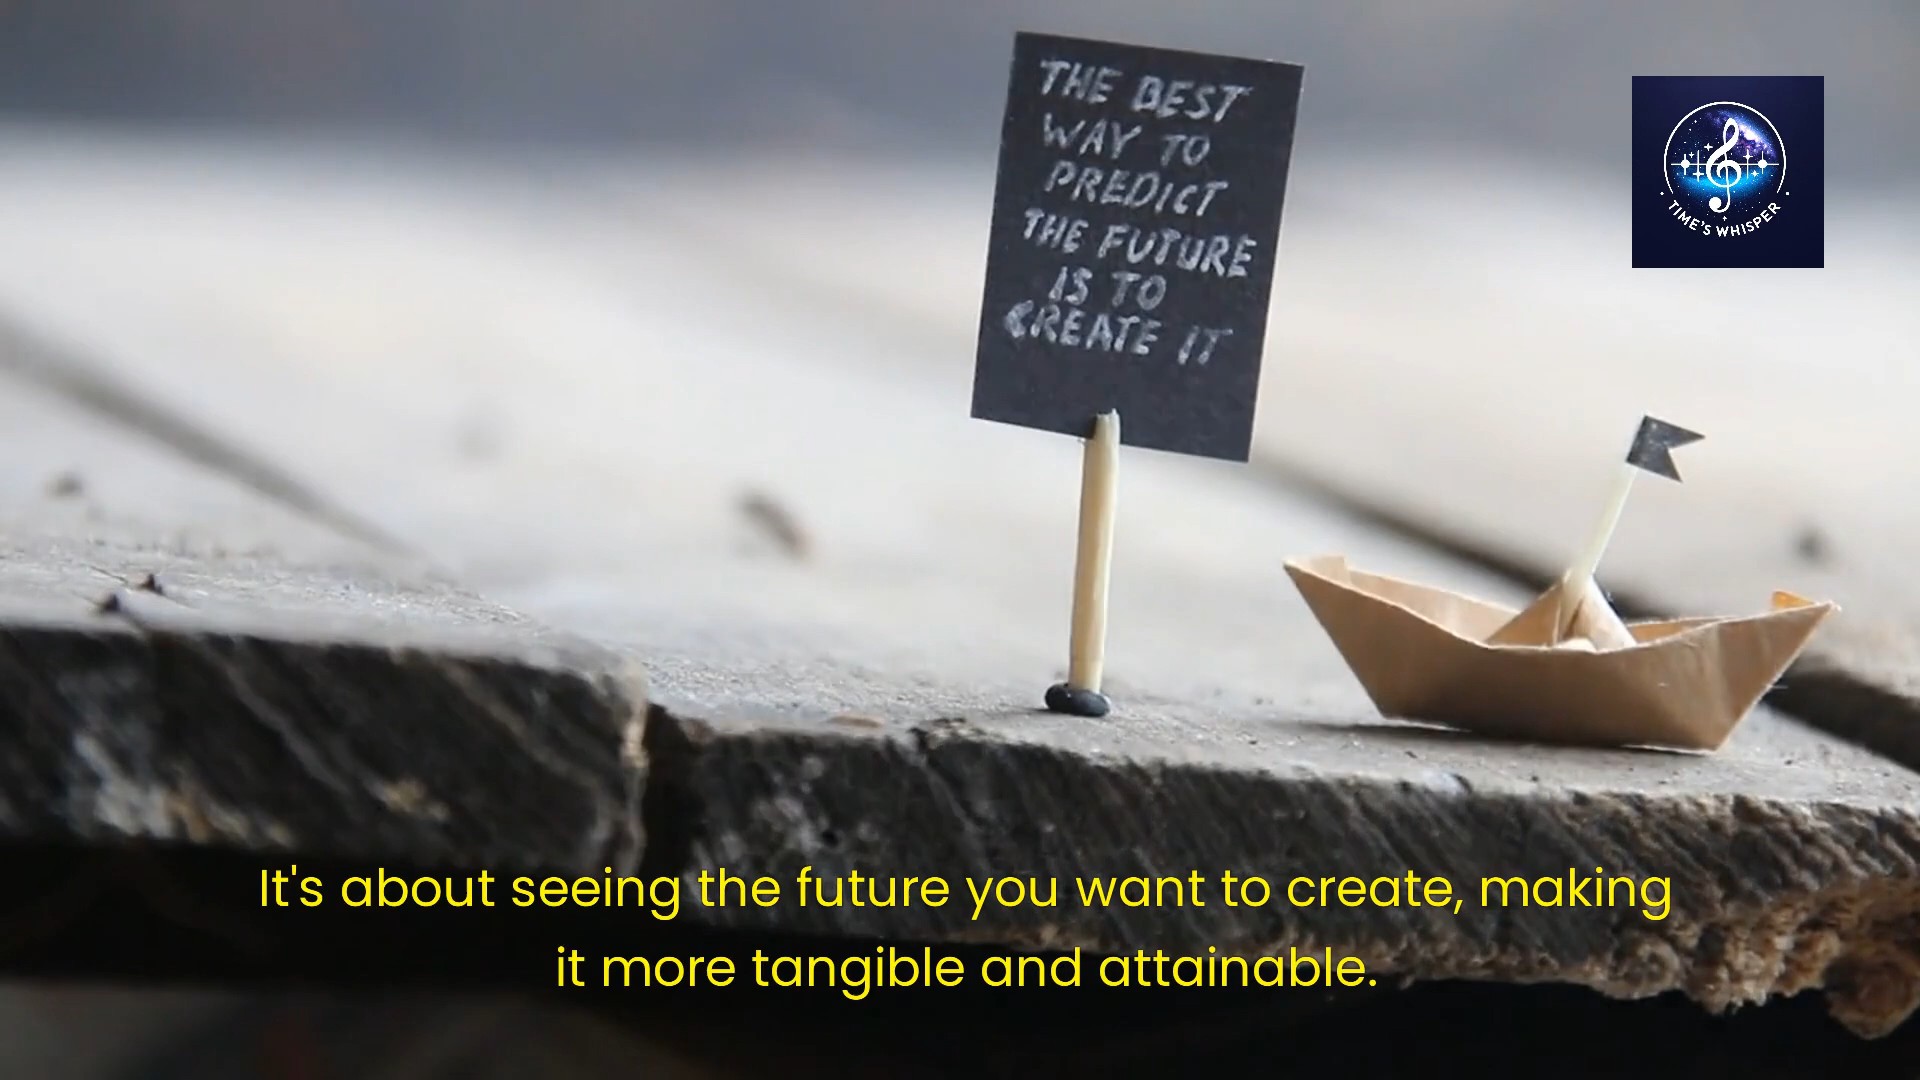 THE BEST
WAY TO
PREDICT
THE FUTURE
IS TO
CREATE IT
TIME'S WHISPER
It's about seeing the future you want to create, making
it more tangible and attainable.